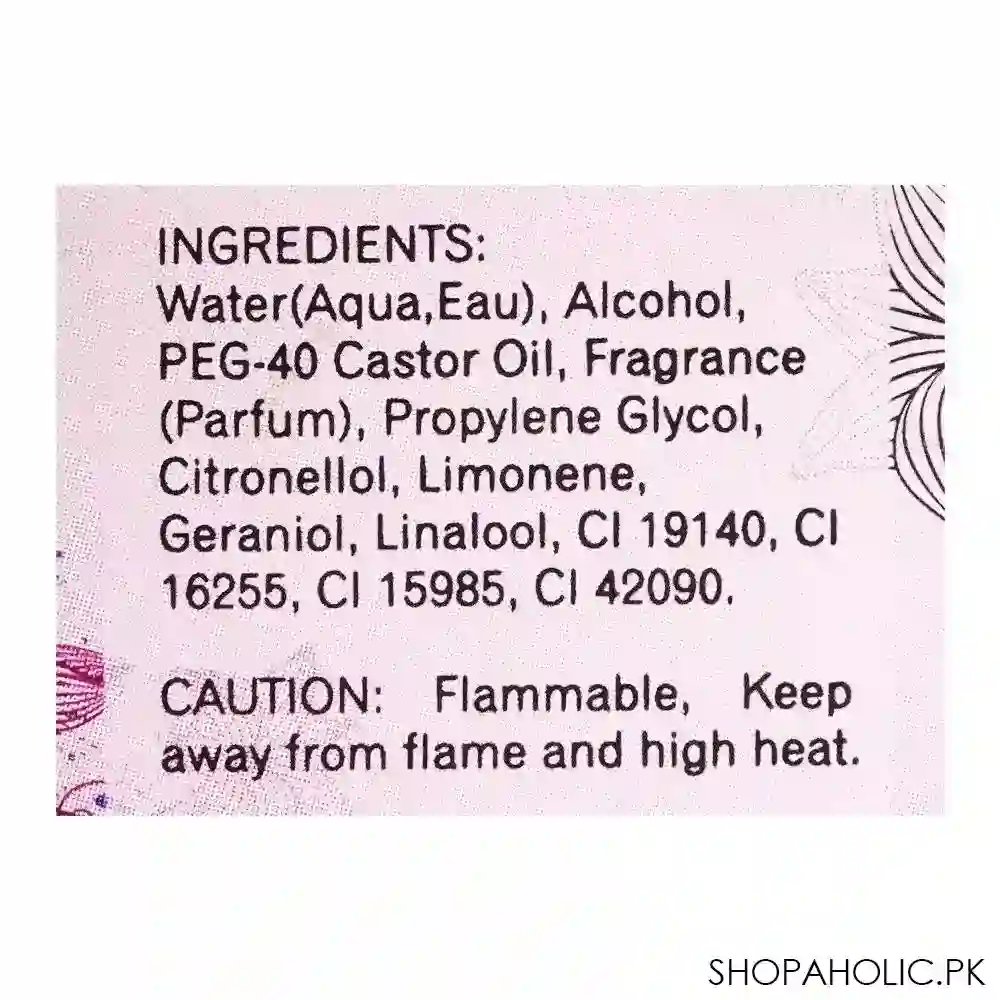 INGREDIENTS:
Water(Aqua,Eau), Alcohol,
PEG-40 Castor Oil, Fragrance
(Parfum), Propylene Glycol,
Citronellol, Limonene,
Geraniol, Linalool, CI 19140, CI
16255, CI 15985, CI 42090.
CAUTION: Flammable, Keep
away from flame and high heat.
SHOPAHOLIC.PK